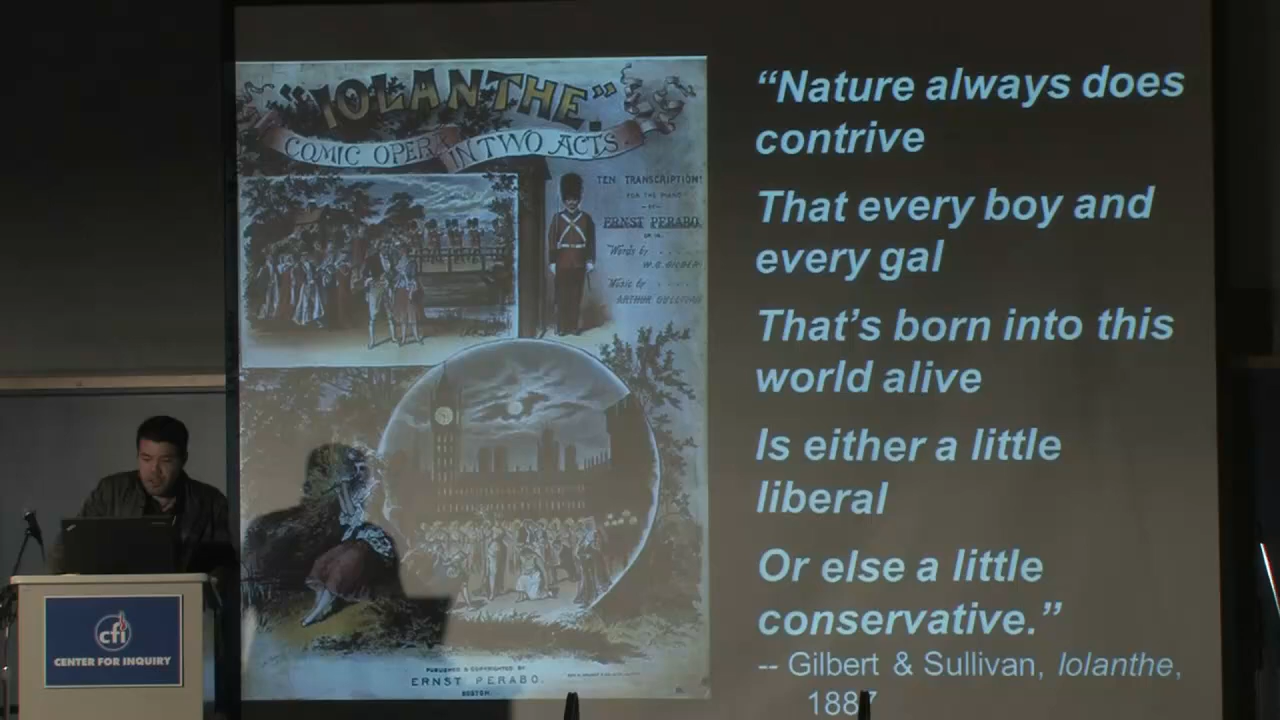 "IOLANTHE."
COMIC OPERA IN TWO ACTS.
TEN TRANSCRIPTIONS
FOR THE PIANO
BY
ERNST PERABO.
Words by
W.S. GILBERT
Music by
ARTHUR SULLIVAN
PUBLISHED & COPYRIGHTED BY
ERNST PERABO.
BOSTON.
“Nature always does
contrive
That every boy and
every gal
That’s born into this
world alive
Is either a little
liberal
Or else a little
conservative.”
-- Gilbert & Sullivan, Iolanthe,
1887
cfi
CENTER FOR INQUIRY